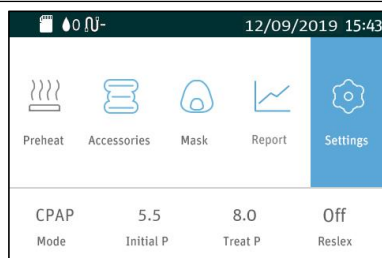 0 - 12/09/2019 15:43
Preheat Accessories Mask Report Settings
CPAP 5.5 8.0 Off
Mode Initial P Treat P Reslex